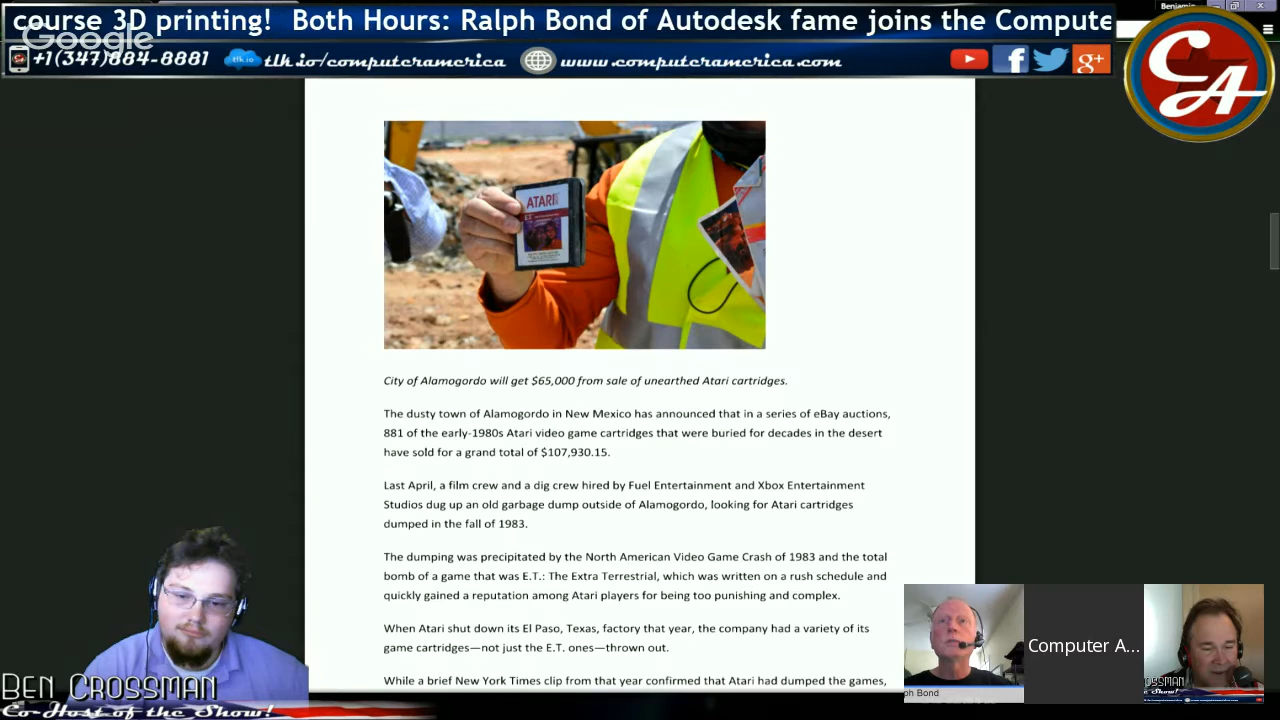 course 3D printing! Both Hours: Ralph Bond of Autodesk fame joins the Compute
Benjamin
Google
+1(347)884-8881
tlk.io/computeramerica
www.computeramerica.com
g+
CA
ATARI
City of Alamogordo will get $65,000 from sale of unearthed Atari cartridges.
The dusty town of Alamogordo in New Mexico has announced that in a series of eBay auctions,
881 of the early-1980s Atari video game cartridges that were buried for decades in the desert
have sold for a grand total of $107,930.15.
Last April, a film crew and a dig crew hired by Fuel Entertainment and Xbox Entertainment
Studios dug up an old garbage dump outside of Alamogordo, looking for Atari cartridges
dumped in the fall of 1983.
The dumping was precipitated by the North American Video Game Crash of 1983 and the total
bomb of a game that was E.T.: The Extra Terrestrial, which was written on a rush schedule and
quickly gained a reputation among Atari players for being too punishing and complex.
When Atari shut down its El Paso, Texas, factory that year, the company had a variety of its
game cartridges—not just the E.T. ones—thrown out.
While a brief New York Times clip from that year confirmed that Atari had dumped the games,
Ben Crossman
Co-Host of the Show!
ph Bond
Computer A...